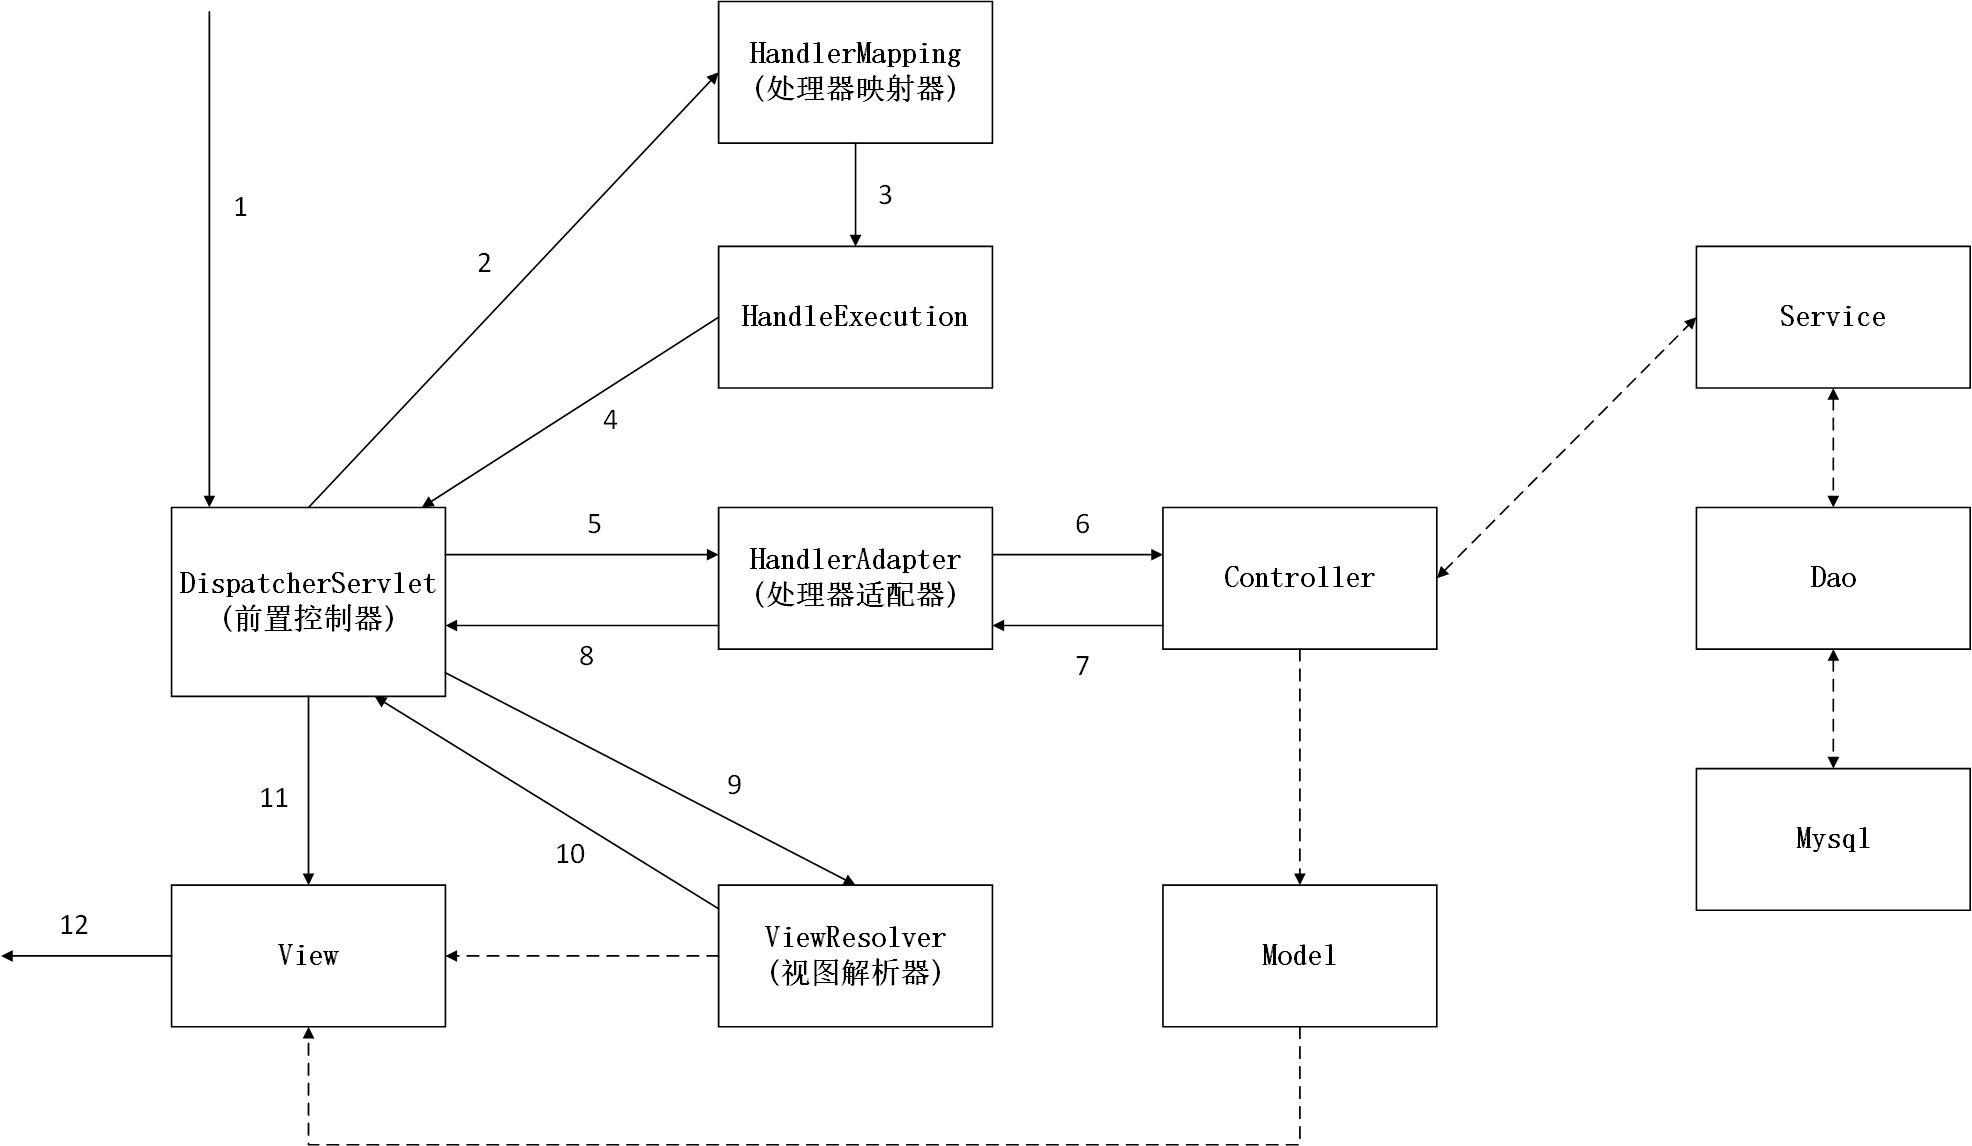 HandlerMapping
(处理器映射器)
1
3
2
HandleExecution
Service
4
5
6
HandlerAdapter
(处理器适配器)
DispatcherServlet
(前置控制器)
Controller
Dao
8
7
9
11
10
Mysql
12
View
ViewResolver
(视图解析器)
Model